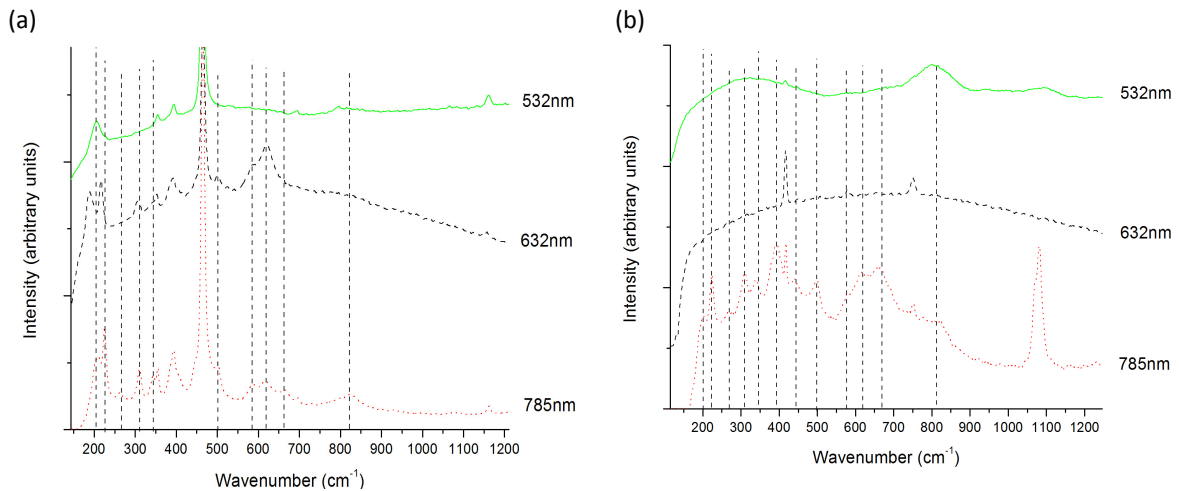 (a)
532nm
632nm
785nm
Intensity (arbitrary units)
200 300 400 500 600 700 800 900 1000 1100 1200
Wavenumber (cm⁻¹)
(b)
532nm
632nm
785nm
Intensity (arbitrary units)
200 300 400 500 600 700 800 900 1000 1100 1200
Wavenumber (cm⁻¹)